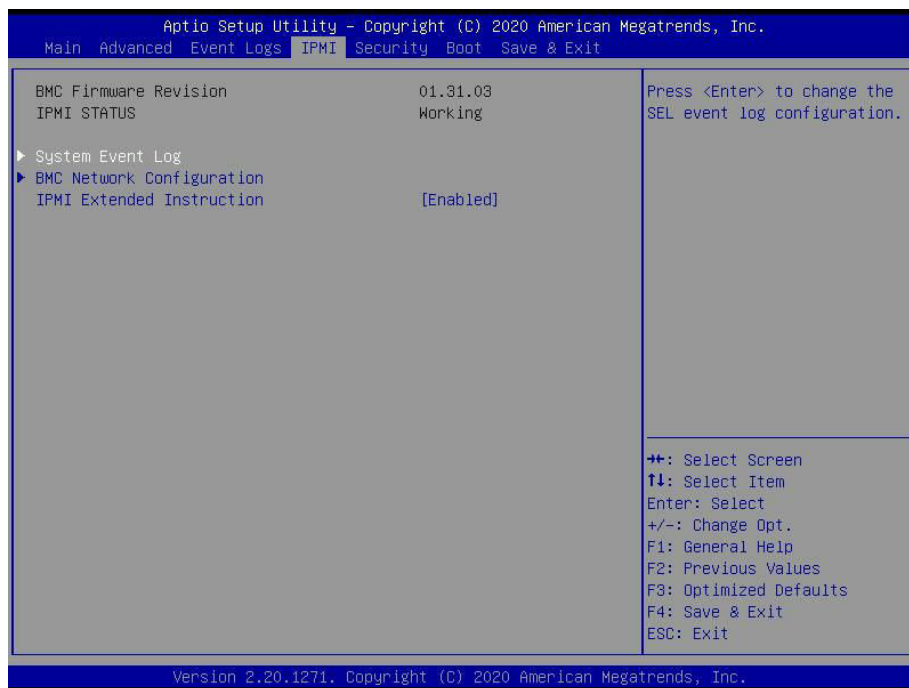 Aptio Setup Utility – Copyright (C) 2020 American Megatrends, Inc.
Main Advanced Event Logs IPMI Security Boot Save & Exit
BMC Firmware Revision 01.31.03
IPMI STATUS Working
▶ System Event Log
▶ BMC Network Configuration
IPMI Extended Instruction [Enabled]
Press <Enter> to change the
SEL event log configuration.
→←: Select Screen
↑↓: Select Item
Enter: Select
+/-: Change Opt.
F1: General Help
F2: Previous Values
F3: Optimized Defaults
F4: Save & Exit
ESC: Exit
Version 2.20.1271. Copyright (C) 2020 American Megatrends, Inc.